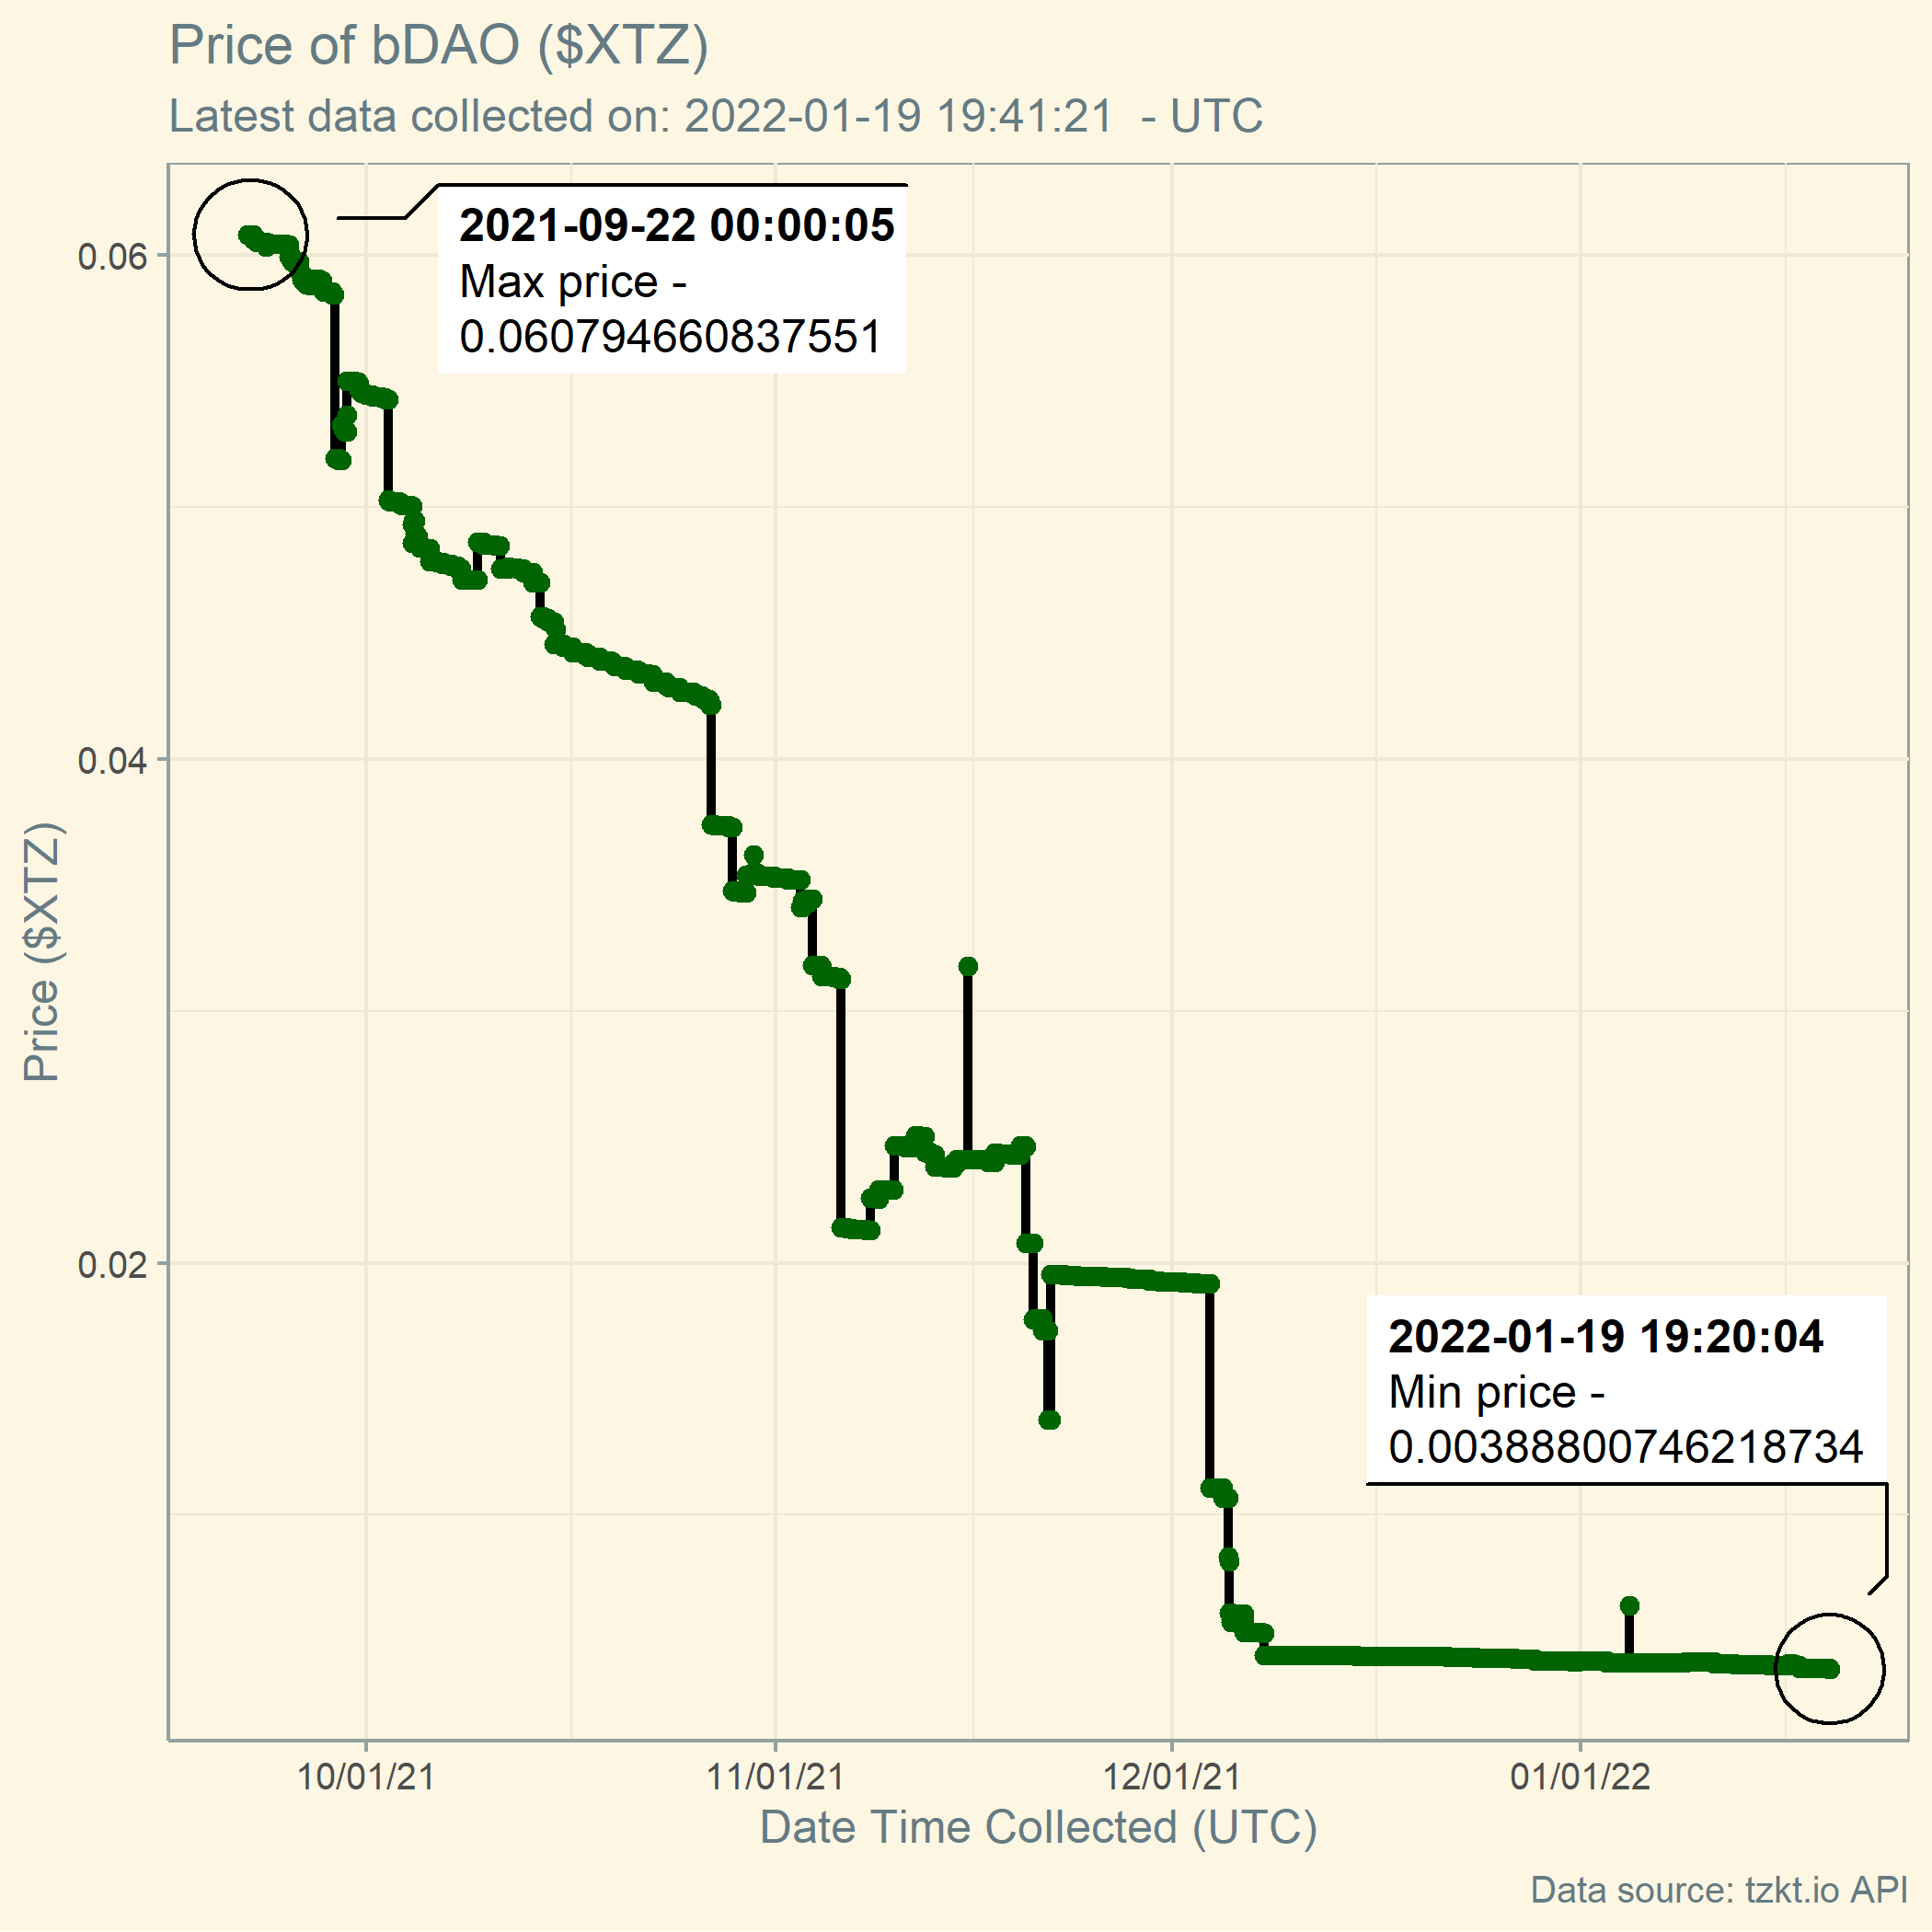 Price of bDAO ($XTZ)
Latest data collected on: 2022-01-19 19:41:21  - UTC
2021-09-22 00:00:05
Max price -
0.060794660837551
0.06
0.04
Price ($XTZ)
0.02
2022-01-19 19:20:04
Min price -
0.00388800746218734
10/01/21
11/01/21
12/01/21
01/01/22
Date Time Collected (UTC)
Data source: tzkt.io API